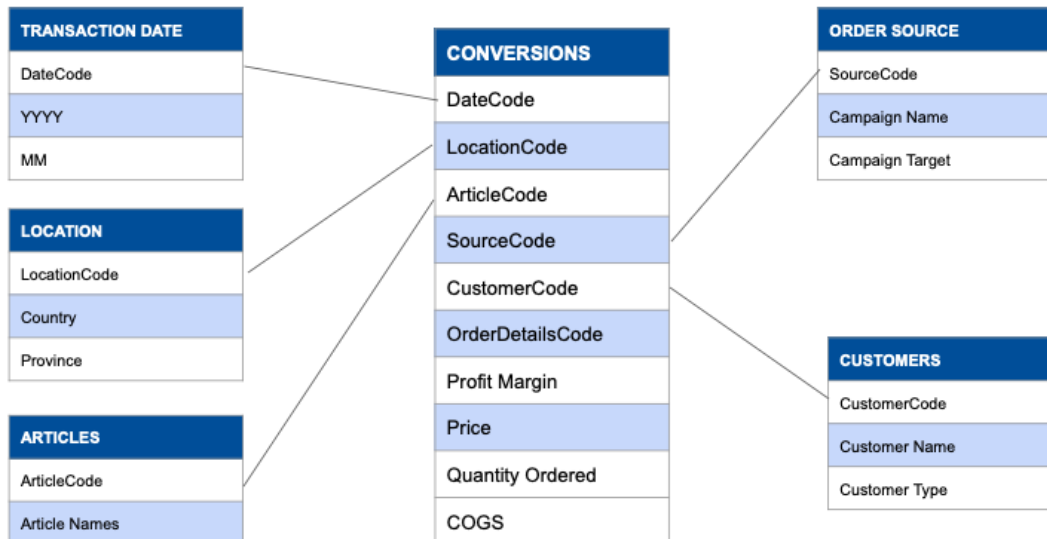 TRANSACTION DATE
DateCode
YYYY
MM
LOCATION
LocationCode
Country
Province
ARTICLES
ArticleCode
Article Names
CONVERSIONS
DateCode
LocationCode
ArticleCode
SourceCode
CustomerCode
OrderDetailsCode
Profit Margin
Price
Quantity Ordered
COGS
ORDER SOURCE
SourceCode
Campaign Name
Campaign Target
CUSTOMERS
CustomerCode
Customer Name
Customer Type